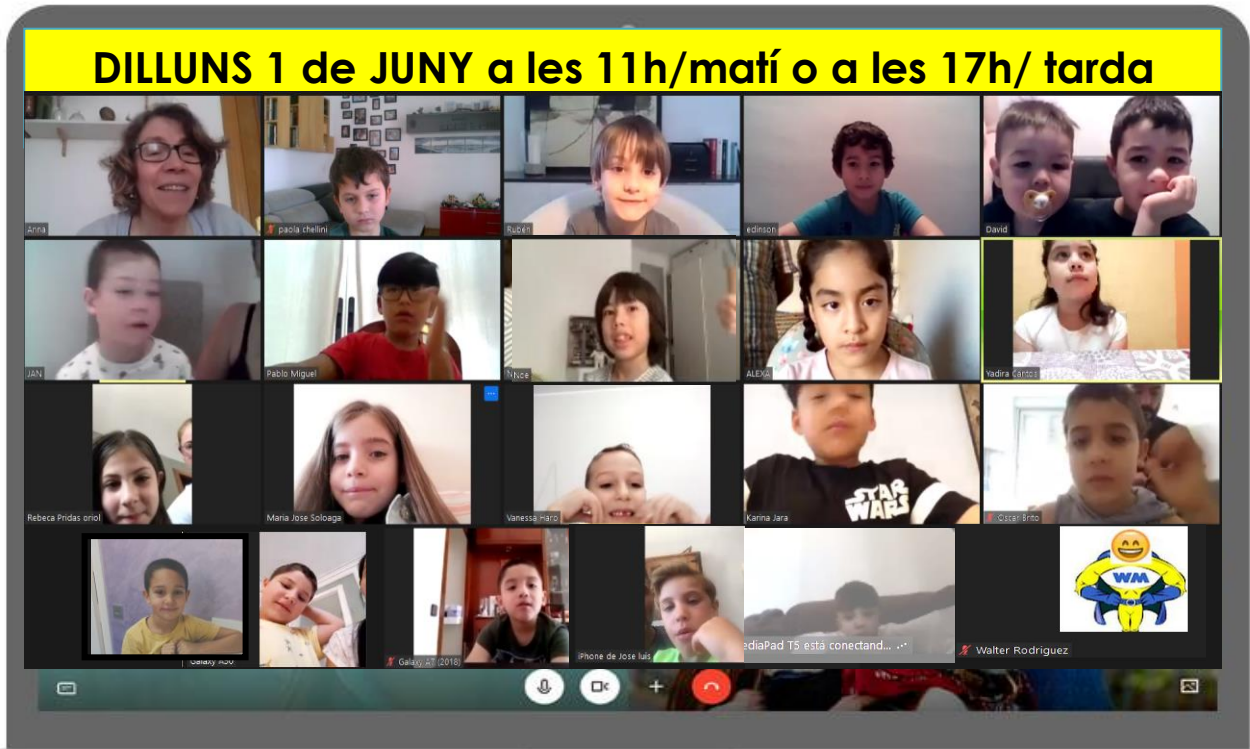 DILLUNS 1 de JUNY a les 11h/matí o a les 17h/ tarda
Anna
paola chellini
Rubén
edinson
David
JAN
Pablo Miguel
Noe
ALEXA
Yadira Cantos
Rebeca Pridas oriol
Maria Jose Soloaga
Vanessa Haro
Karina Jara
STAR
WARS
Oscar Brito
Galaxy A50
Galaxy A7 (2018)
iPhone de Jose luis
ediaPad T5 está conectand...
WM
Walter Rodriguez